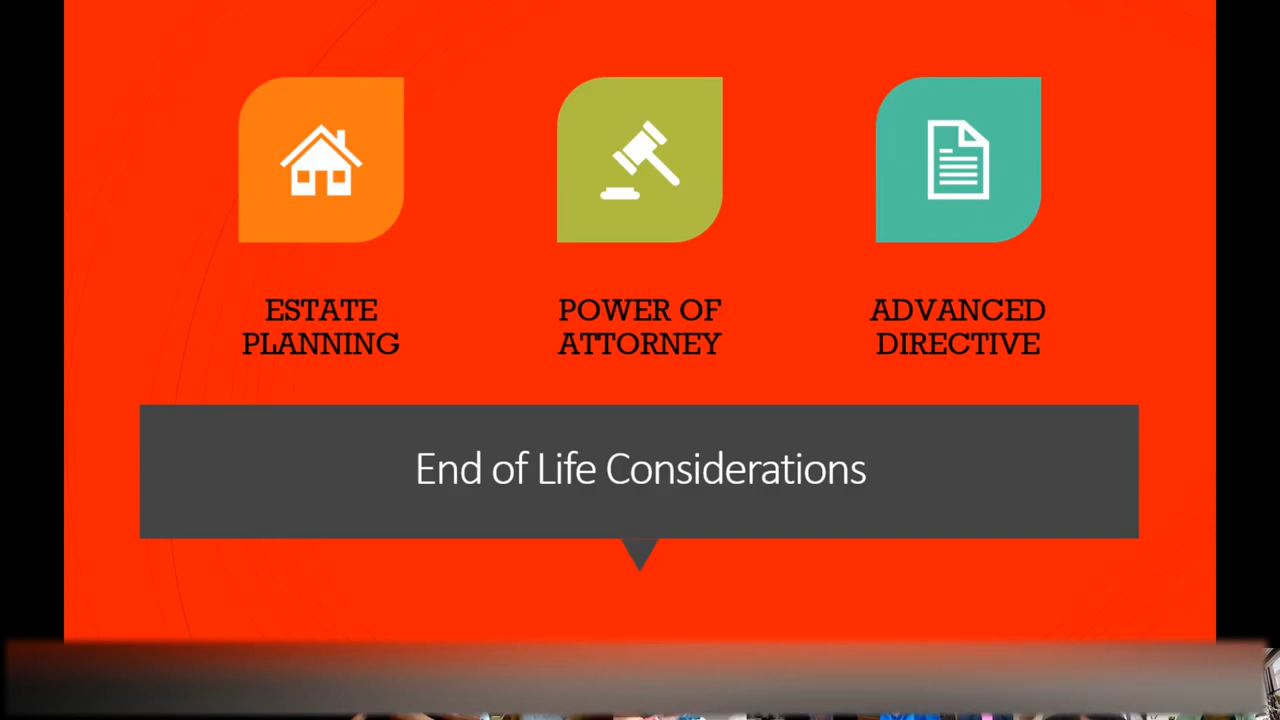 ESTATE
PLANNING
POWER OF
ATTORNEY
ADVANCED
DIRECTIVE
End of Life Considerations